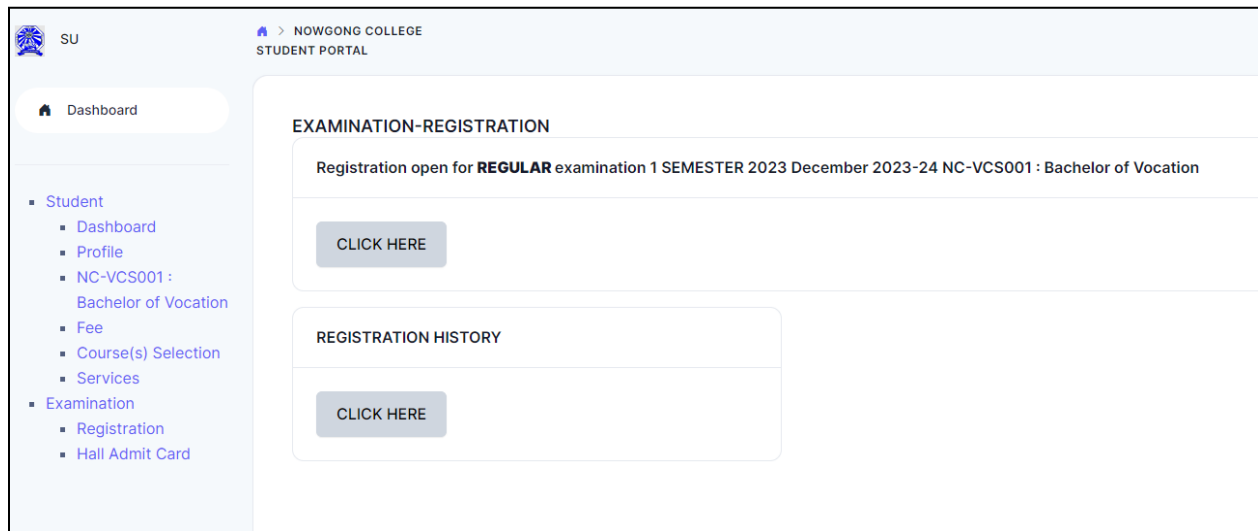 SU
NOWGONG COLLEGE
STUDENT PORTAL
Dashboard
Student
Dashboard
Profile
NC-VCS001 :
Bachelor of Vocation
Fee
Course(s) Selection
Services
Examination
Registration
Hall Admit Card
EXAMINATION-REGISTRATION
Registration open for REGULAR examination 1 SEMESTER 2023 December 2023-24 NC-VCS001 : Bachelor of Vocation
CLICK HERE
REGISTRATION HISTORY
CLICK HERE